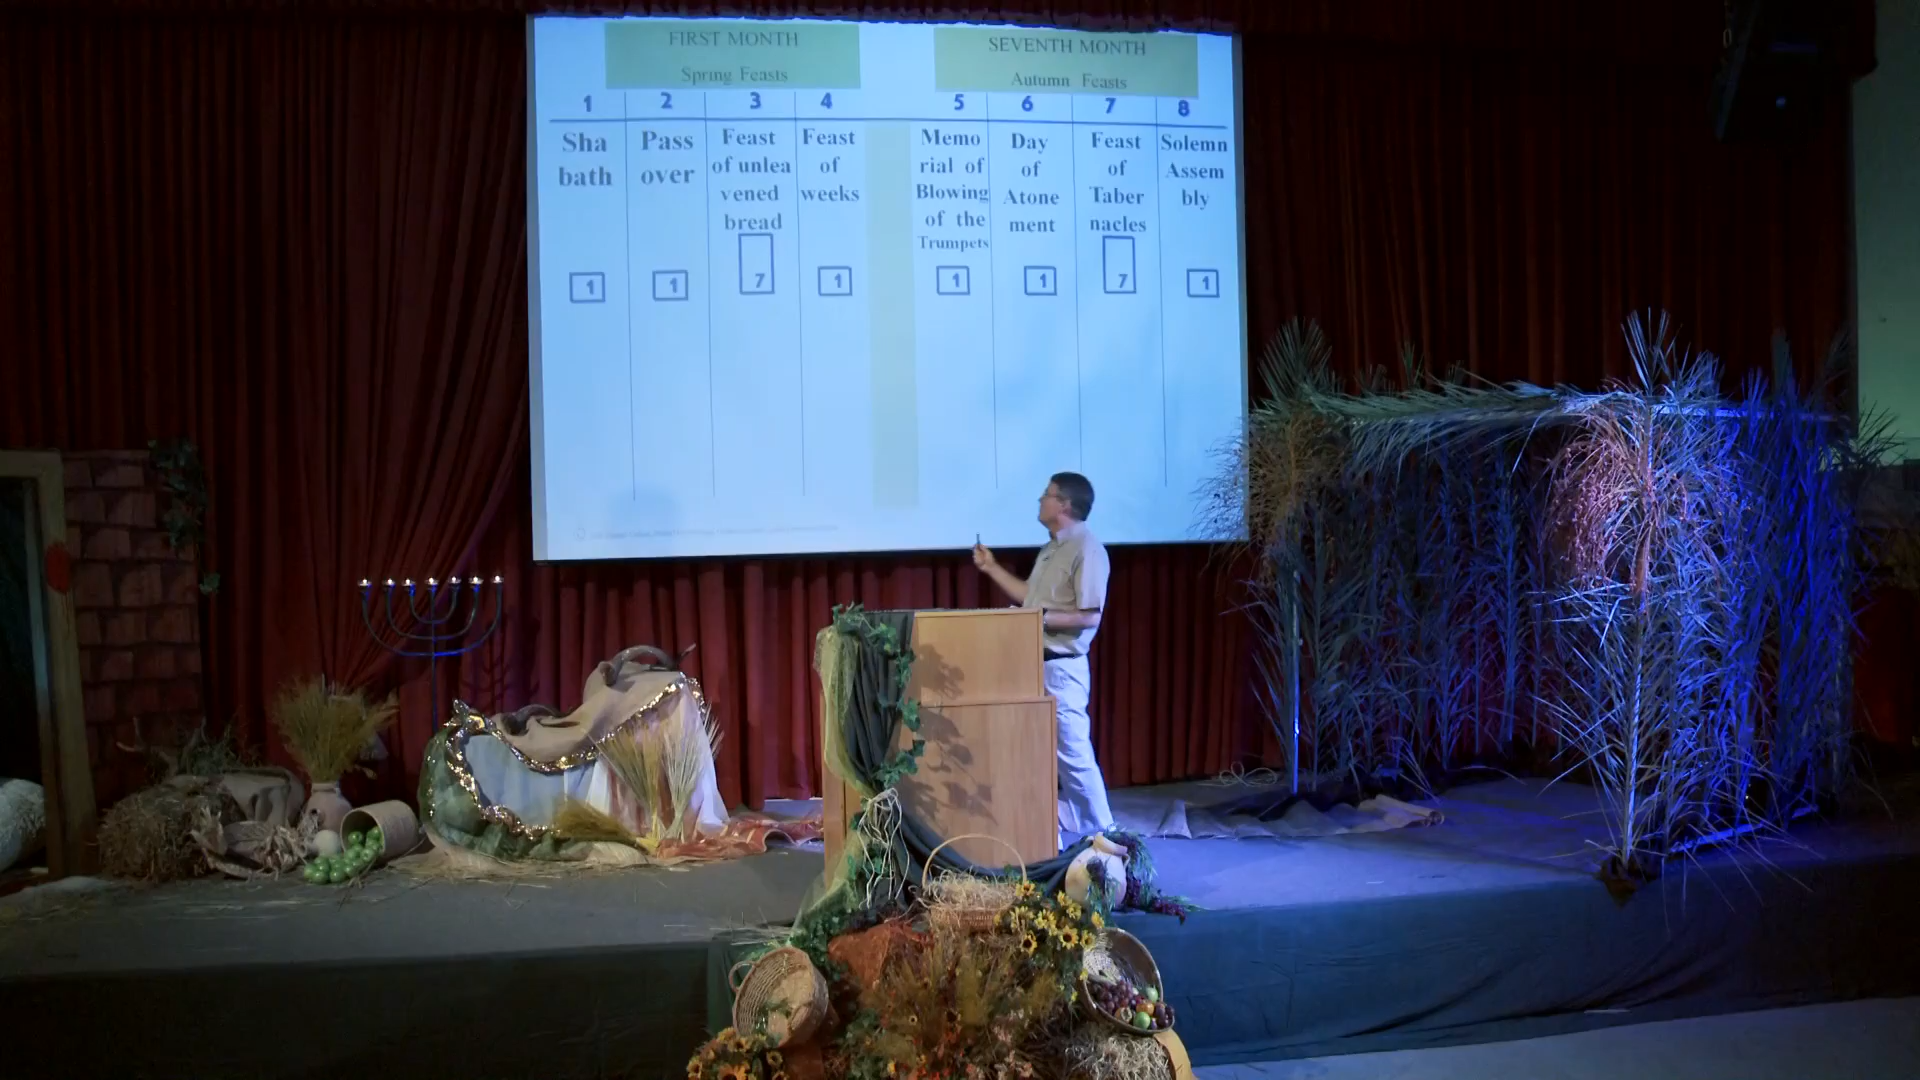 FIRST MONTH
Spring Feasts
SEVENTH MONTH
Autumn Feasts
1 2 3 4 5 6 7 8
Sha
bath
Pass
over
Feast
of unlea
vened
bread
Feast
of
weeks
Memo
rial of
Blowing
of the
Trumpets
Day
of
Atone
ment
Feast
of
Taber
nacles
Solemn
Assem
bly
1 1 7 1 1 1 7 1